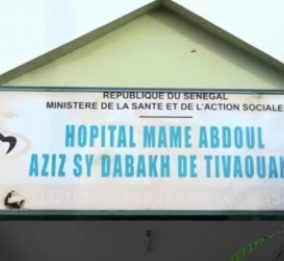 REPUBLIQUE DU SENEGAL
MINISTERE DE LA SANTE ET DE L'ACTION SOCIALE
HOPITAL MAME ABDOUL
AZIZ SY DABAKH DE TIVAOUAN